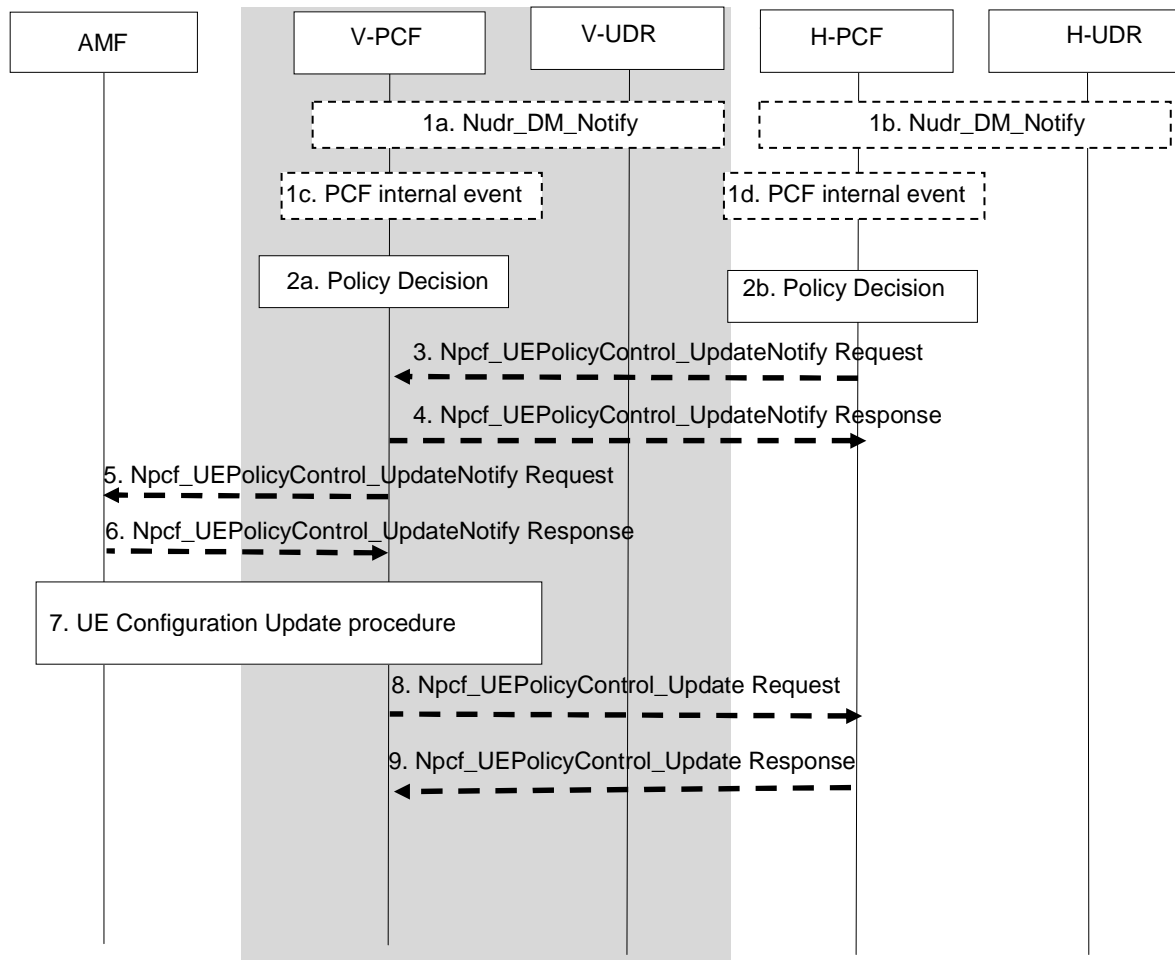 AMF
V-PCF
V-UDR
H-PCF
H-UDR
1a. Nudr_DM_Notify
1b. Nudr_DM_Notify
1c. PCF internal event
1d. PCF internal event
2a. Policy Decision
2b. Policy Decision
3. Npcf_UEPolicyControl_UpdateNotify Request
4. Npcf_UEPolicyControl_UpdateNotify Response
5. Npcf_UEPolicyControl_UpdateNotify Request
6. Npcf_UEPolicyControl_UpdateNotify Response
7. UE Configuration Update procedure
8. Npcf_UEPolicyControl_Update Request
9. Npcf_UEPolicyControl_Update Response